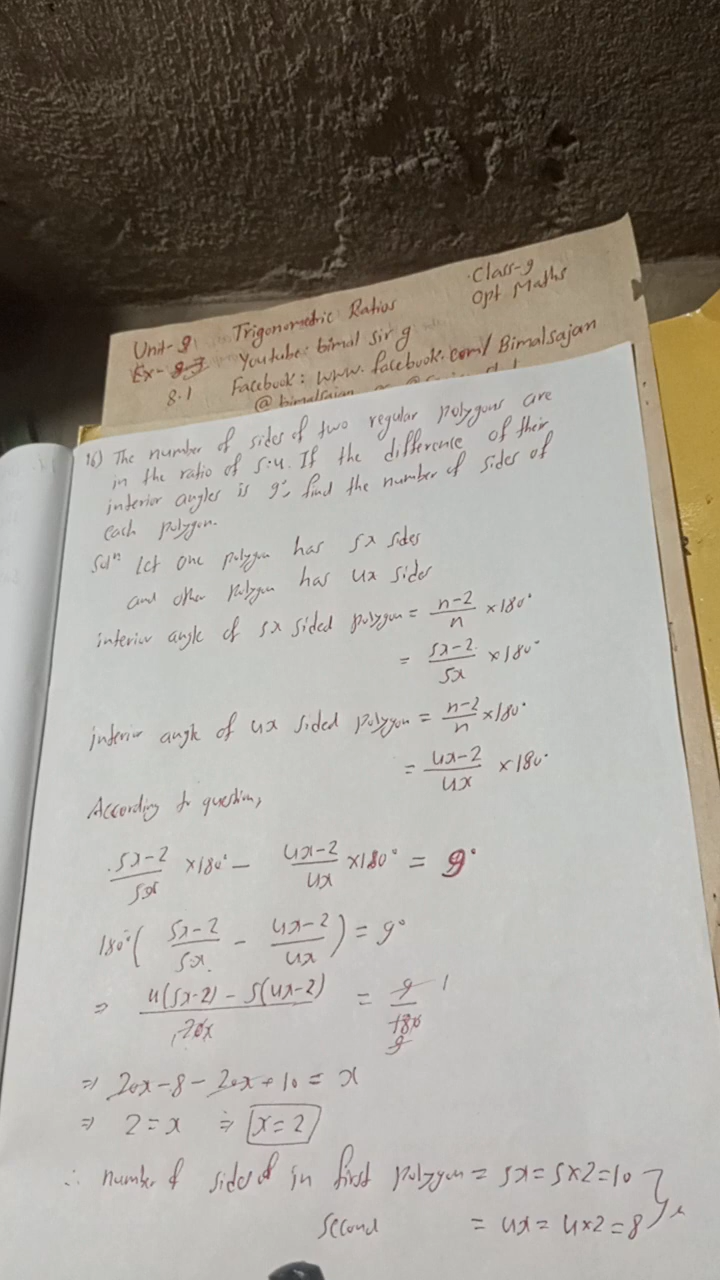 Unit-8 Trigonometric Ratios Class-9
Ex- 8.1 Youtube: bimal sir g Opt Maths
Facebook: www.facebook.com/Bimalsajan
16) The number of sides of two regular polygons are
in the ratio of 5:4. If the difference of their
interior angles is 9°, find the number of sides of
each polygon.
Solⁿ Let one polygon has 5x sides
and other polygon has 4x sides
interior angle of 5x sided polygon = n-2/n × 180°
= 5x-2/5x × 180°
interior angle of 4x sided polygon = n-2/n × 180°
= 4x-2/4x × 180°
According to question,
5x-2/5x × 180° - 4x-2/4x × 180° = 9°
180° ( 5x-2/5x - 4x-2/4x ) = 9°
⇒ 4(5x-2) - 5(4x-2)/20x = 9/180 1
⇒ 20x - 8 - 20x + 10 = x
⇒ 2 = x ⇒ x = 2
∴ number of sides of in first polygon = 5x = 5×2 = 10
second = 4x = 4×2 = 8